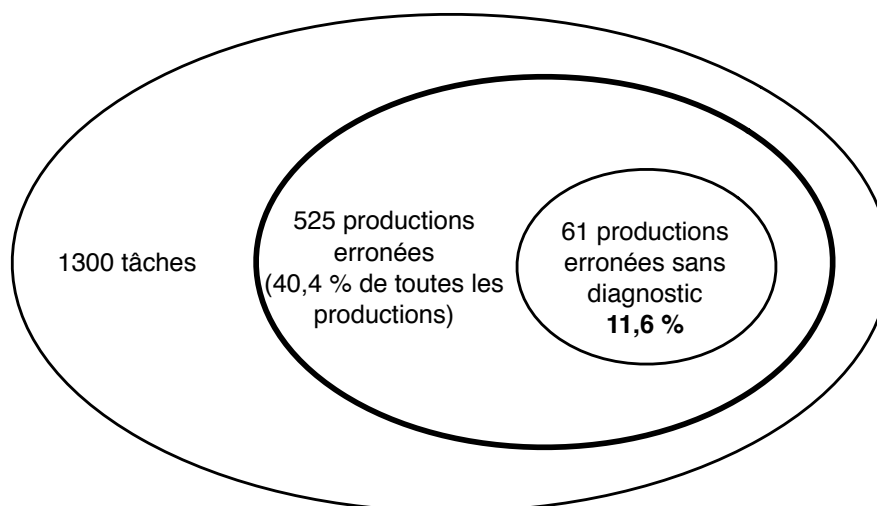 1300 tâches
525 productions
erronées
(40,4 % de toutes les
productions)
61 productions
erronées sans
diagnostic
11,6 %